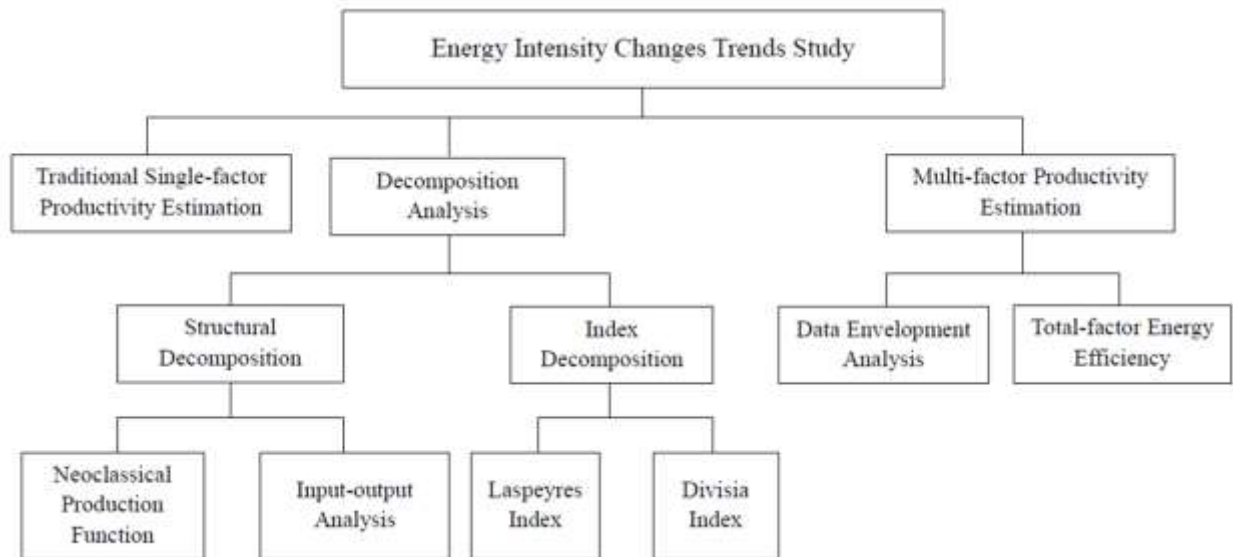 Energy Intensity Changes Trends Study
Traditional Single-factor
Productivity Estimation
Decomposition
Analysis
Multi-factor Productivity
Estimation
Structural
Decomposition
Index
Decomposition
Data Envelopment
Analysis
Total-factor Energy
Efficiency
Neoclassical
Production
Function
Input-output
Analysis
Laspeyres
Index
Divisia
Index